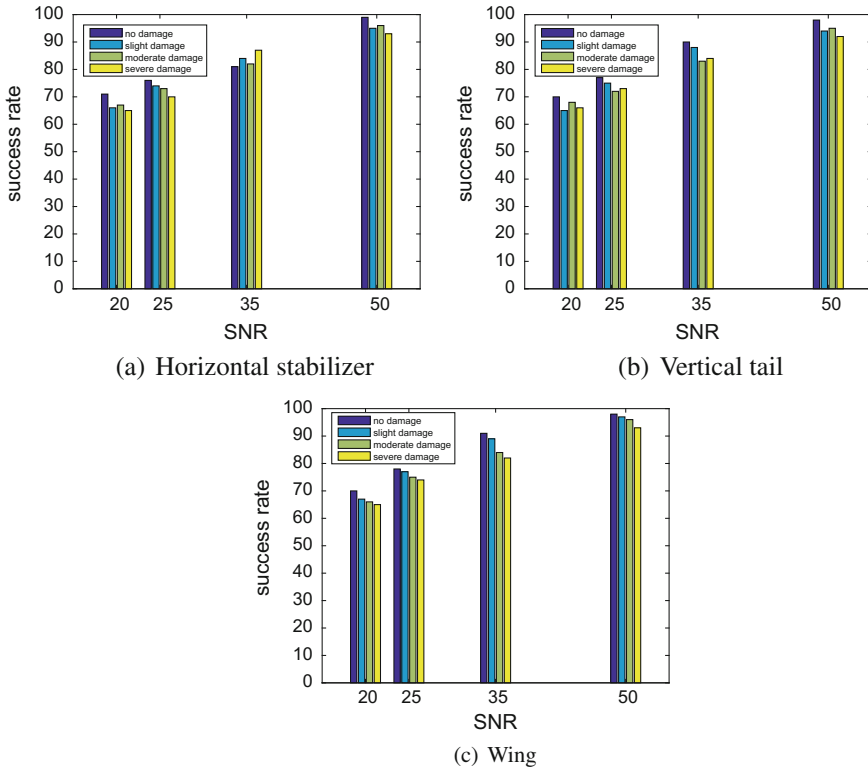 100
90
80
70
60
50
40
30
20
10
0
success rate
no damage
slight damage
moderate damage
severe damage
20 25 35 50
SNR
(a) Horizontal stabilizer
100
90
80
70
60
50
40
30
20
10
0
success rate
no damage
slight damage
moderate damage
severe damage
20 25 35 50
SNR
(b) Vertical tail
100
90
80
70
60
50
40
30
20
10
0
success rate
no damage
slight damage
moderate damage
severe damage
20 25 35 50
SNR
(c) Wing